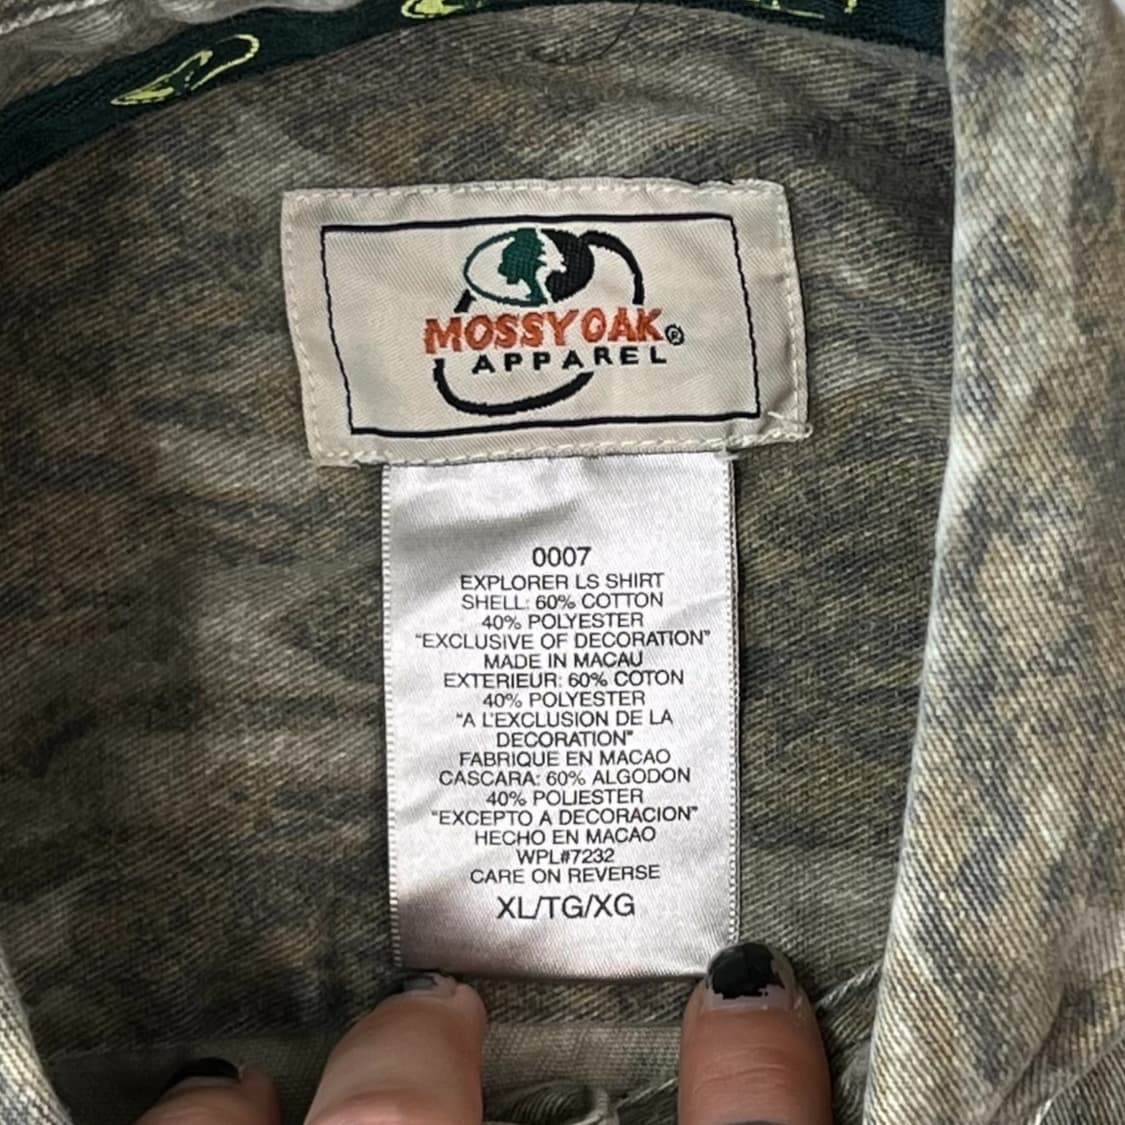 MOSSY OAK®
APPAREL
0007
EXPLORER LS SHIRT
SHELL: 60% COTTON
40% POLYESTER
"EXCLUSIVE OF DECORATION"
MADE IN MACAU
EXTERIEUR: 60% COTON
40% POLYESTER
"A L'EXCLUSION DE LA
DECORATION"
FABRIQUE EN MACAO
CASCARA: 60% ALGODON
40% POLIESTER
"EXCEPTO A DECORACION"
HECHO EN MACAO
WPL#7232
CARE ON REVERSE
XL/TG/XG